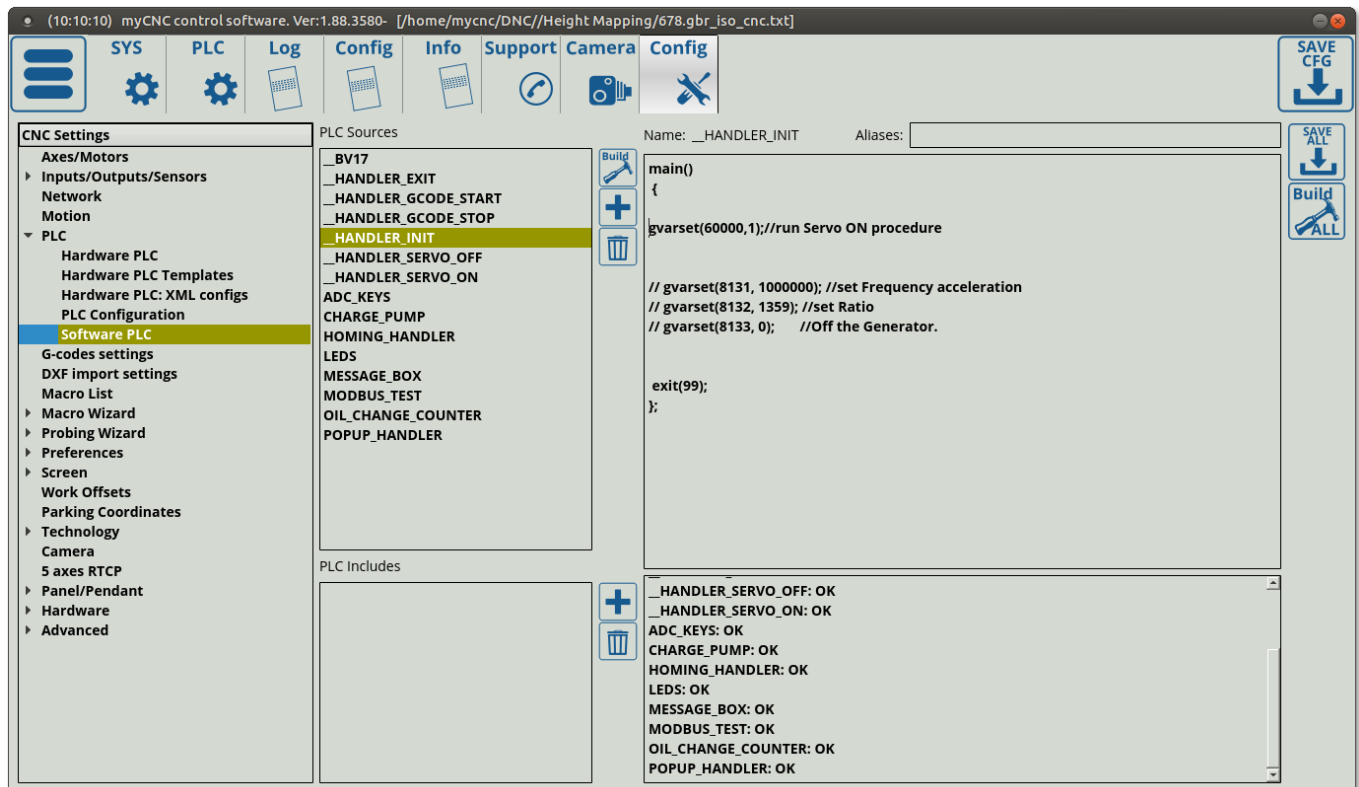 (10:10:10) myCNC control software. Ver:1.88.3580- [/home/mycnc/DNC//Height Mapping/678.gbr_iso_cnc.txt]
SYS
PLC
Log
Config
Info
Support
Camera
Config
SAVE
CFG
CNC Settings
Axes/Motors
Inputs/Outputs/Sensors
Network
Motion
PLC
Hardware PLC
Hardware PLC Templates
Hardware PLC: XML configs
PLC Configuration
Software PLC
G-codes settings
DXF import settings
Macro List
Macro Wizard
Probing Wizard
Preferences
Screen
Work Offsets
Parking Coordinates
Technology
Camera
5 axes RTCP
Panel/Pendant
Hardware
Advanced
PLC Sources
__BV17
__HANDLER_EXIT
__HANDLER_GCODE_START
__HANDLER_GCODE_STOP
__HANDLER_INIT
__HANDLER_SERVO_OFF
__HANDLER_SERVO_ON
ADC_KEYS
CHARGE_PUMP
HOMING_HANDLER
LEDS
MESSAGE_BOX
MODBUS_TEST
OIL_CHANGE_COUNTER
POPUP_HANDLER
Build
PLC Includes
Name: __HANDLER_INIT
Aliases:
main()
{
gvarset(60000,1);//run Servo ON procedure
// gvarset(8131, 1000000); //set Frequency acceleration
// gvarset(8132, 1359); //set Ratio
// gvarset(8133, 0); //Off the Generator.
exit(99);
};
__HANDLER_SERVO_OFF: OK
__HANDLER_SERVO_ON: OK
ADC_KEYS: OK
CHARGE_PUMP: OK
HOMING_HANDLER: OK
LEDS: OK
MESSAGE_BOX: OK
MODBUS_TEST: OK
OIL_CHANGE_COUNTER: OK
POPUP_HANDLER: OK
SAVE
ALL
Build
ALL